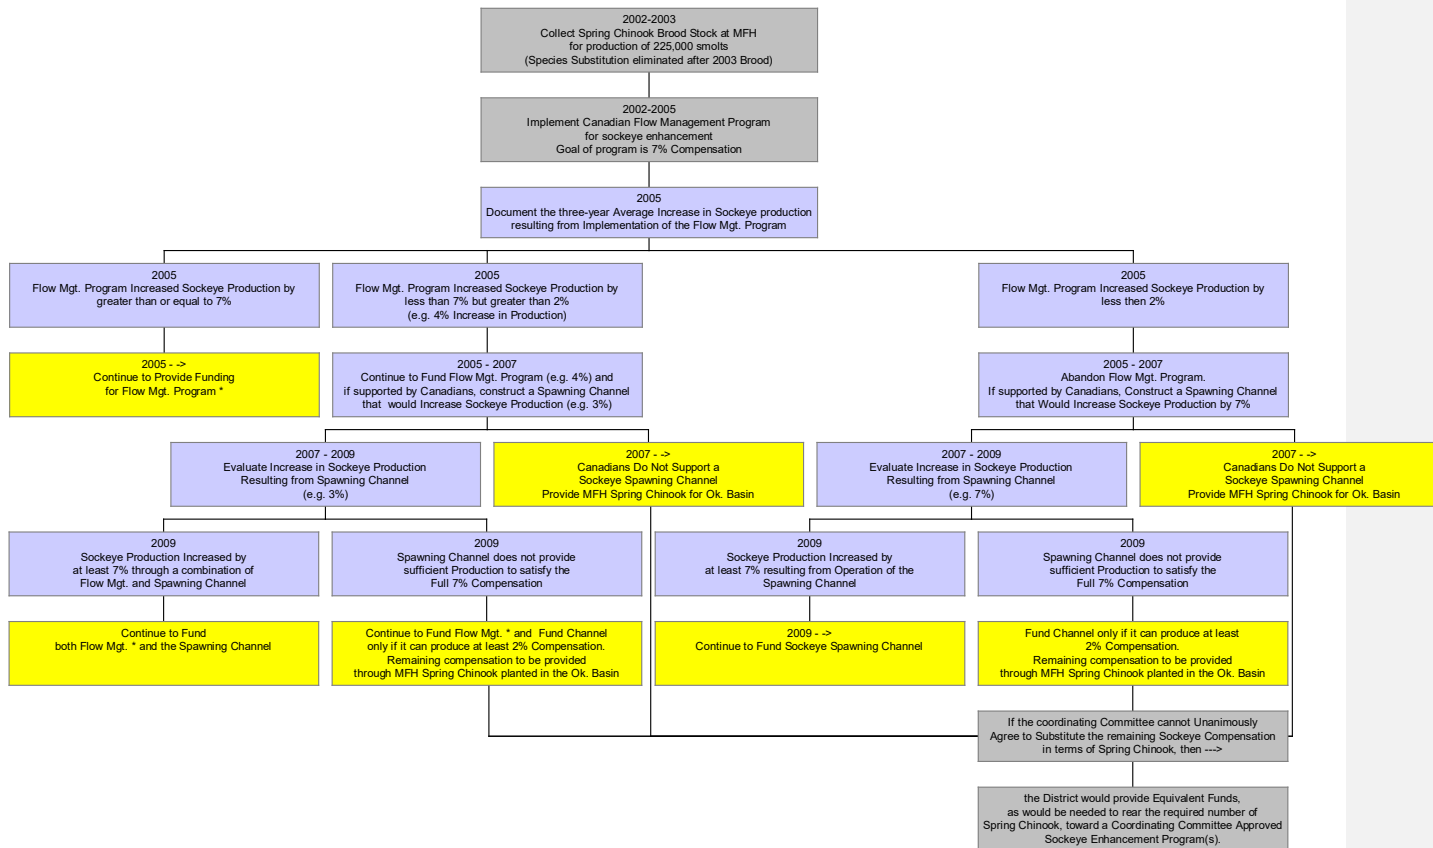 2002-2003
Collect Spring Chinook Brood Stock at MFH
for production of 225,000 smolts
(Species Substitution eliminated after 2003 Brood)
2002-2005
Implement Canadian Flow Management Program
for sockeye enhancement
Goal of program is 7% Compensation
2005
Document the three-year Average Increase in Sockeye production
resulting from Implementation of the Flow Mgt. Program
2005
Flow Mgt. Program Increased Sockeye Production by
greater than or equal to 7%
2005
Flow Mgt. Program Increased Sockeye Production by
less than 7% but greater than 2%
(e.g. 4% Increase in Production)
2005
Flow Mgt. Program Increased Sockeye Production by
less then 2%
2005 - ->
Continue to Provide Funding
for Flow Mgt. Program *
2005 - 2007
Continue to Fund Flow Mgt. Program (e.g. 4%) and
if supported by Canadians, construct a Spawning Channel
that would Increase Sockeye Production (e.g. 3%)
2005 - 2007
Abandon Flow Mgt. Program.
If supported by Canadians, Construct a Spawning Channel
that Would Increase Sockeye Production by 7%
2007 - 2009
Evaluate Increase in Sockeye Production
Resulting from Spawning Channel
(e.g. 3%)
2007 - ->
Canadians Do Not Support a
Sockeye Spawning Channel
Provide MFH Spring Chinook for Ok. Basin
2007 - 2009
Evaluate Increase in Sockeye Production
Resulting from Spawning Channel
(e.g. 7%)
2007 - ->
Canadians Do Not Support a
Sockeye Spawning Channel
Provide MFH Spring Chinook for Ok. Basin
2009
Sockeye Production Increased by
at least 7% through a combination of
Flow Mgt. and Spawning Channel
2009
Spawning Channel does not provide
sufficient Production to satisfy the
Full 7% Compensation
2009
Sockeye Production Increased by
at least 7% resulting from Operation of the
Spawning Channel
2009
Spawning Channel does not provide
sufficient Production to satisfy the
Full 7% Compensation
Continue to Fund
both Flow Mgt. * and the Spawning Channel
Continue to Fund Flow Mgt. * and Fund Channel
only if it can produce at least 2% Compensation.
Remaining compensation to be provided
through MFH Spring Chinook planted in the Ok. Basin
2009 - ->
Continue to Fund Sockeye Spawning Channel
Fund Channel only if it can produce at least
2% Compensation.
Remaining compensation to be provided
through MFH Spring Chinook planted in the Ok. Basin
If the coordinating Committee cannot Unanimously
Agree to Substitute the remaining Sockeye Compensation
in terms of Spring Chinook, then --->
the District would provide Equivalent Funds,
as would be needed to rear the required number of
Spring Chinook, toward a Coordinating Committee Approved
Sockeye Enhancement Program(s).